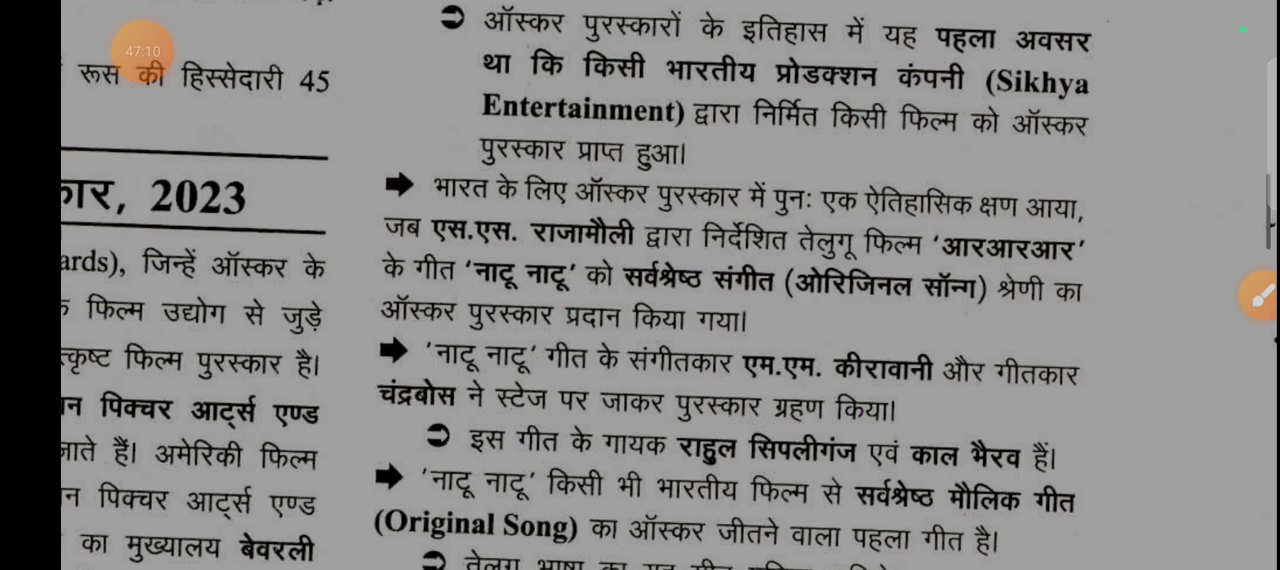 47:10
रूस की हिस्सेदारी 45
कार, 2023
ards), जिन्हें ऑस्कर के
फिल्म उद्योग से जुड़े
त्कृष्ट फिल्म पुरस्कार है।
न पिक्चर आर्ट्स एण्ड
जाते हैं। अमेरिकी फिल्म
न पिक्चर आर्ट्स एण्ड
का मुख्यालय बेवरली
➲ ऑस्कर पुरस्कारों के इतिहास में यह पहला अवसर
था कि किसी भारतीय प्रोडक्शन कंपनी (Sikhya
Entertainment) द्वारा निर्मित किसी फिल्म को ऑस्कर
पुरस्कार प्राप्त हुआ।
➡ भारत के लिए ऑस्कर पुरस्कार में पुनः एक ऐतिहासिक क्षण आया,
जब एस.एस. राजामौली द्वारा निर्देशित तेलुगू फिल्म ‘आरआरआर’
के गीत ‘नाटू नाटू’ को सर्वश्रेष्ठ संगीत (ओरिजिनल सॉन्ग) श्रेणी का
ऑस्कर पुरस्कार प्रदान किया गया।
➡ ‘नाटू नाटू’ गीत के संगीतकार एम.एम. कीरावानी और गीतकार
चंद्रबोस ने स्टेज पर जाकर पुरस्कार ग्रहण किया।
➲ इस गीत के गायक राहुल सिपलीगंज एवं काल भैरव हैं।
➡ ‘नाटू नाटू’ किसी भी भारतीय फिल्म से सर्वश्रेष्ठ मौलिक गीत
(Original Song) का ऑस्कर जीतने वाला पहला गीत है।
➲ तेलुगू भाषा का यह गीत